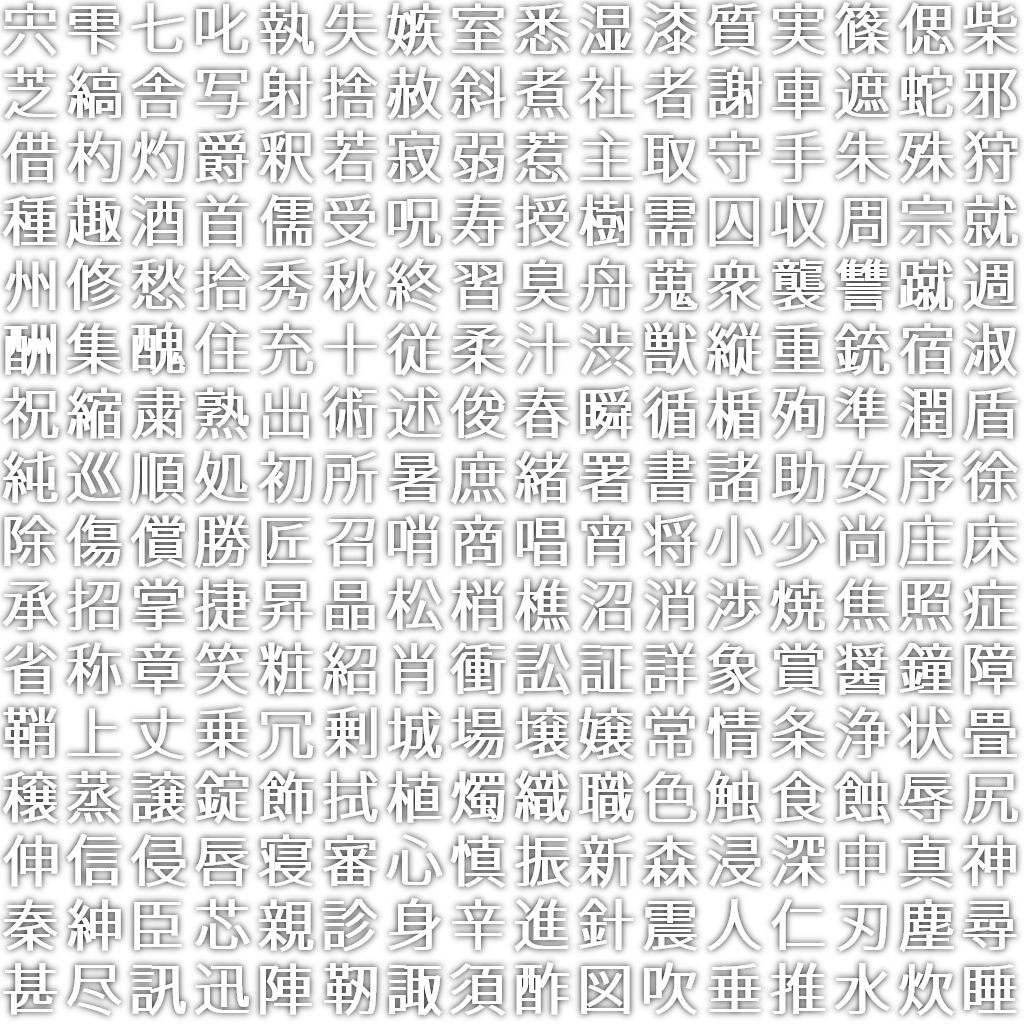 宍雫七叱執失嫉室悉湿漆質実篠偲柴
芝縞舎写射捨赦斜煮社者謝車遮蛇邪
借杓灼爵釈若寂弱惹主取守手朱殊狩
種趣酒首儒受呪寿授樹需囚収周宗就
州修愁拾秀秋終習臭舟蒐衆襲讐蹴週
酬集醜住充十従柔汁渋獣縦重銃宿淑
祝縮粛熟出術述俊春瞬循楯殉準潤盾
純巡順処初所暑庶緒署書諸助女序徐
除傷償勝匠召哨商唱宵将小少尚庄床
承招掌捷昇晶松梢樵沼消渉焼焦照症
省称章笑粧紹肖衝訟証詳象賞醤鐘障
鞘上丈乗冗剰城場壌嬢常情条浄状畳
穣蒸譲錠飾拭植燭織職色触食蝕辱尻
伸信侵唇寝審心慎振新森浸深申真神
秦紳臣芯親診身辛進針震人仁刃塵尋
甚尽訊迅陣靭諏須酢図吹垂推水炊睡